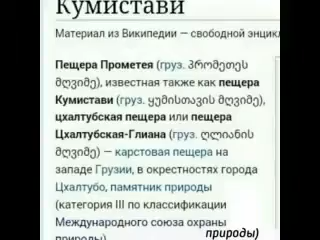 Кумистави
Материал из Википедии — свободной энцикл
Пещера Прометея (груз. პრომეთეს
მღვიმე), известная также как пещера
Кумистави (груз. ყუმისთავის მღვიმე),
цхалтубская пещера или пещера
Цхалтубская-Глиана (груз. ღლიანის
მღვიმე) — карстовая пещера на
западе Грузии, в окрестностях города
Цхалтубо, памятник природы
(категория III по классификации
Международного союза охраны
природы)
природы)